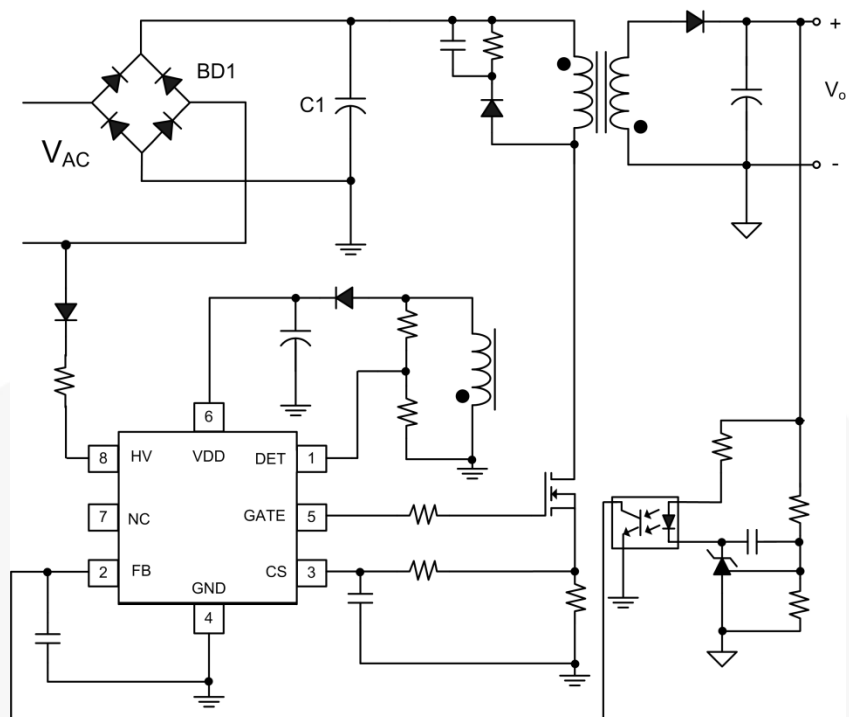 BD1
+
C1
Vo
VAC
-
6
8 HV VDD DET 1
7 NC GATE 5
2 FB CS 3
GND
4